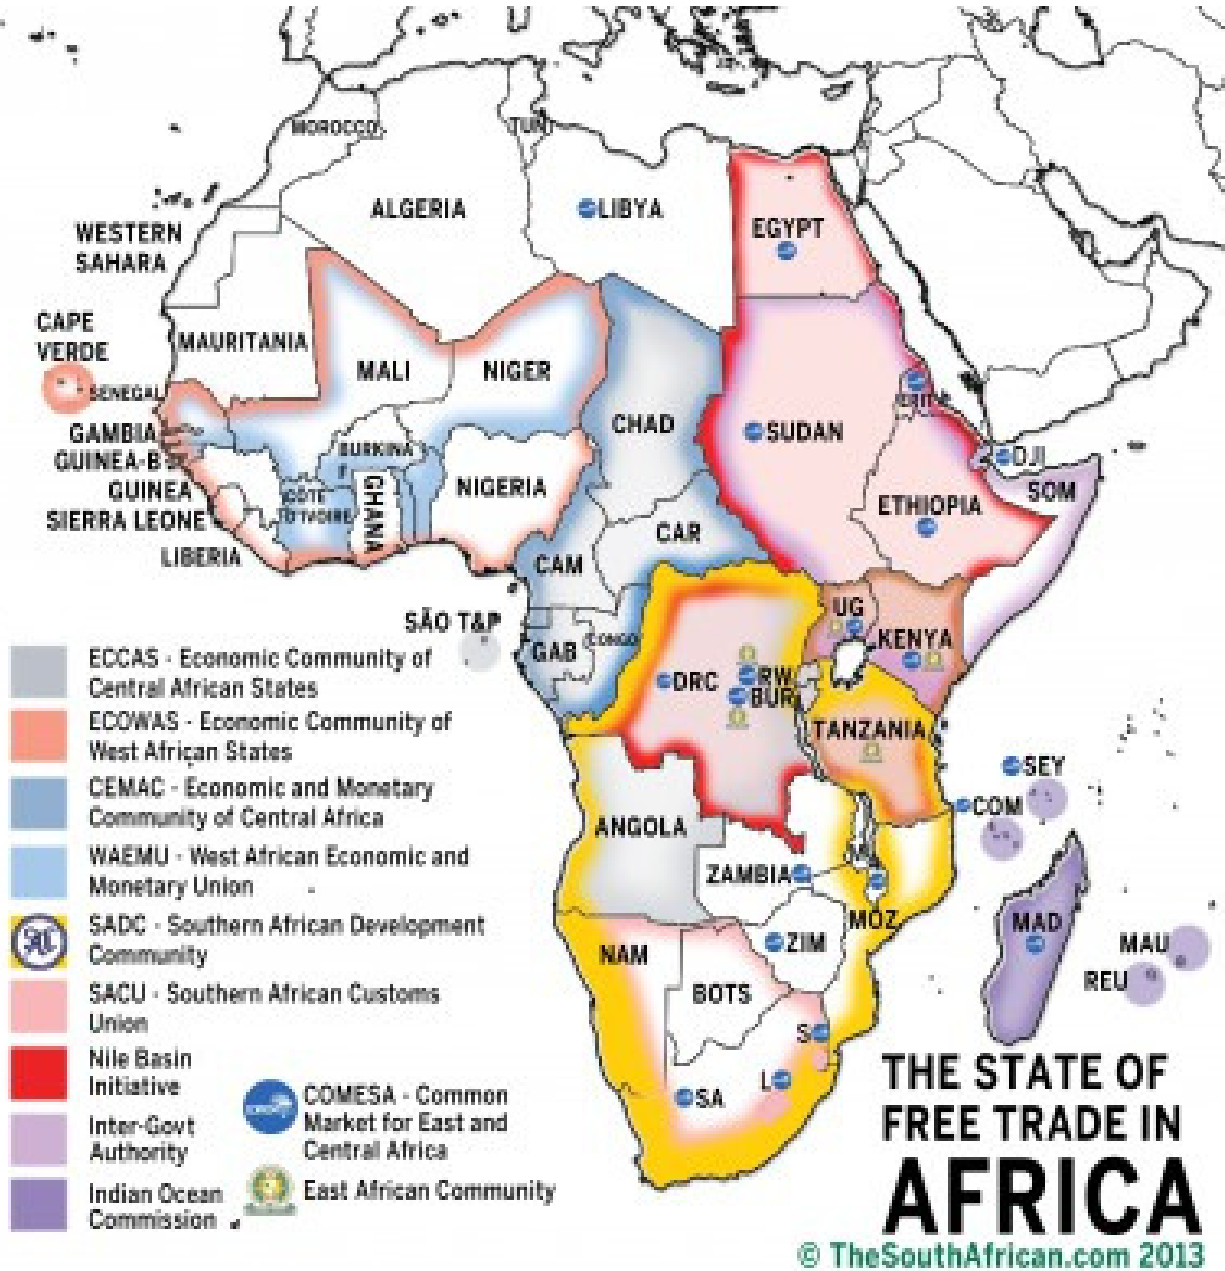 MOROCCO
TUN
ALGERIA
LIBYA
EGYPT
WESTERN
SAHARA
CAPE
VERDE
MAURITANIA
MALI
NIGER
SENEGAL
CHAD
SUDAN
ERIT
GAMBIA
GUINEA-B
BURKINA
F
DJI
GUINEA
COTE
D'IVOIRE
GHANA
NIGERIA
ETHIOPIA
SOM
SIERRA LEONE
LIBERIA
CAR
CAM
SÃO T&P
GAB
CONGO
UG
KENYA
DRC
RW
BUR
TANZANIA
SEY
COM
ANGOLA
ZAMBIA
MOZ
MAD
MAU
REU
NAM
ZIM
BOTS
S
L
SA
ECCAS - Economic Community of
Central African States
ECOWAS - Economic Community of
West African States
CEMAC - Economic and Monetary
Community of Central Africa
WAEMU - West African Economic and
Monetary Union
SADC - Southern African Development
Community
SACU - Southern African Customs
Union
Nile Basin
Initiative
Inter-Govt
Authority
Indian Ocean
Commission
COMESA - Common
Market for East and
Central Africa
East African Community
THE STATE OF
FREE TRADE IN
AFRICA
© TheSouthAfrican.com 2013